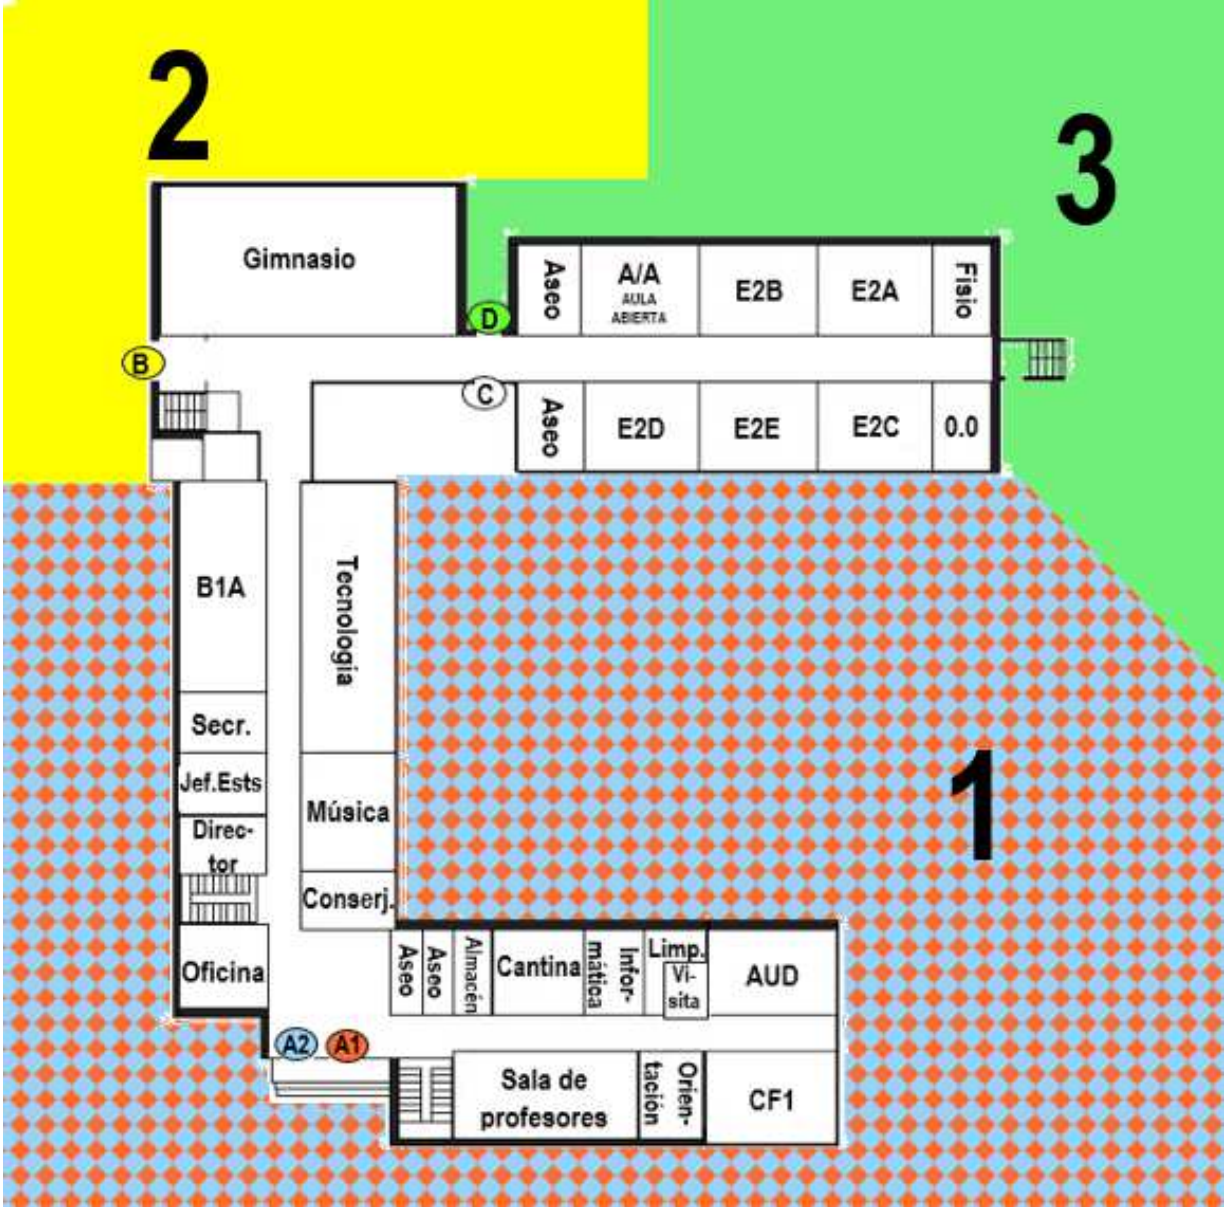 2
3
Gimnasio
D
Aseo
A/A
AULA
ABIERTA
E2B
E2A
Fisio
B
C
Aseo
E2D
E2E
E2C
0.0
B1A
Tecnologia
Secr.
Jef.Ests
Música
1
Direc-
tor
Conserj.
Oficina
Aseo
Aseo
Almacén
Cantina
Infor-
mática
Limp.
Vi-
sita
AUD
A2
A1
Sala de
profesores
Orien-
tación
CF1